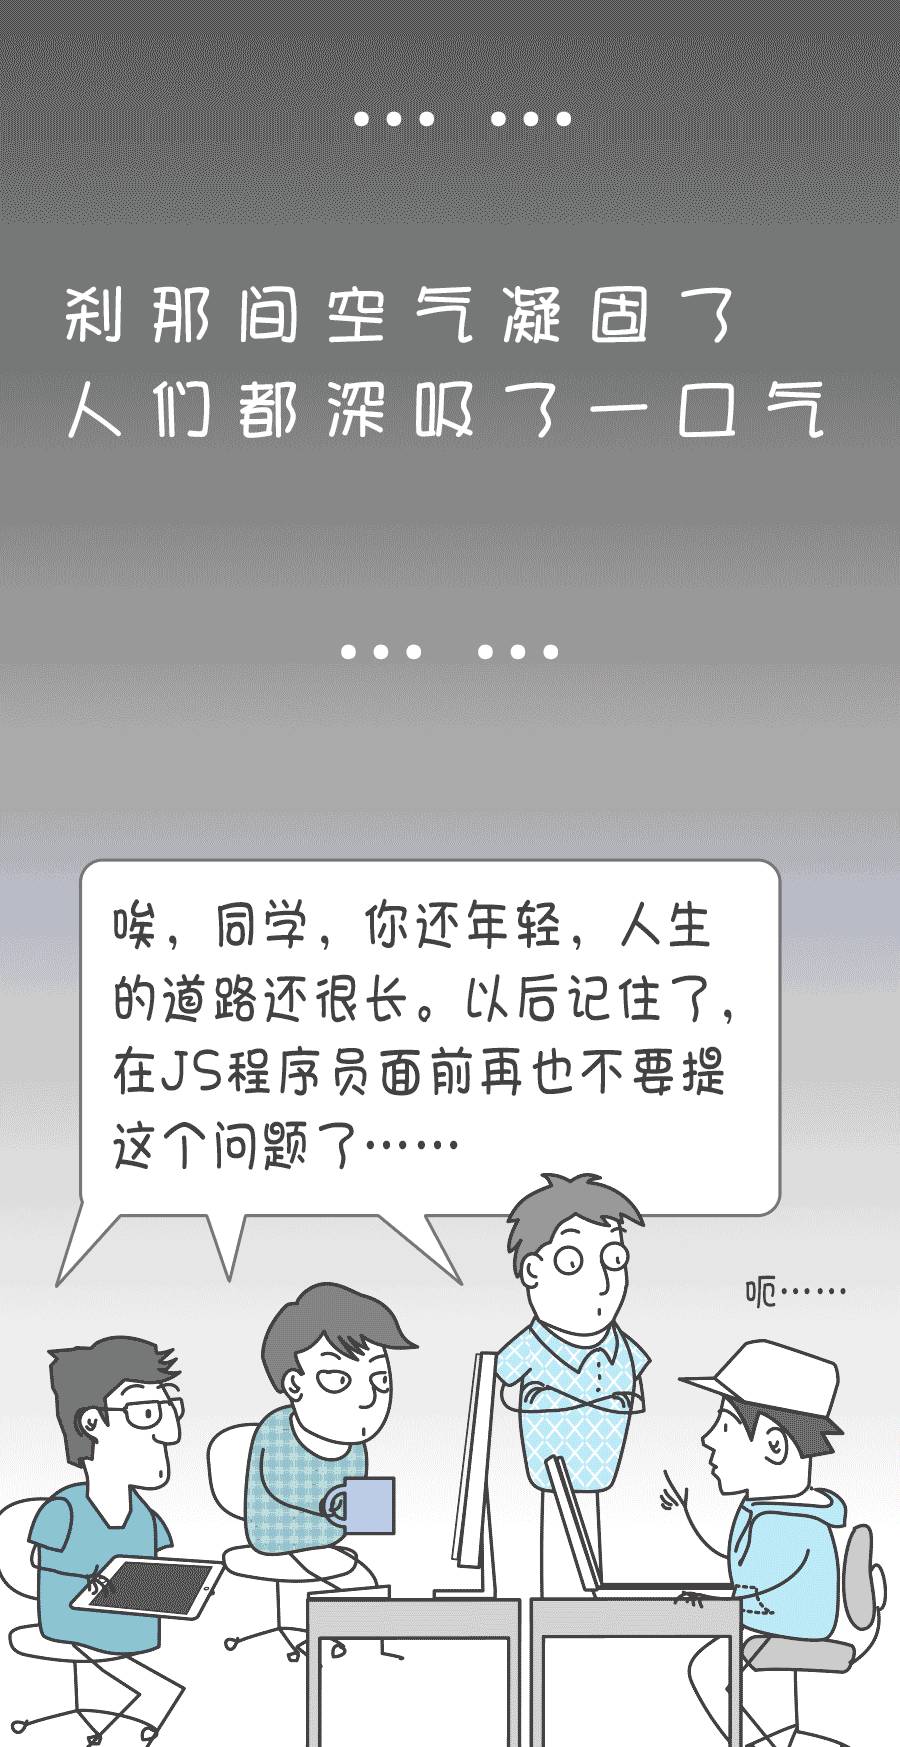 ··· ···
刹那间空气凝固了
人们都深吸了一口气
··· ···
唉，同学，你还年轻，人生
的道路还很长。以后记住了，
在JS程序员面前再也不要提
这个问题了······
呃······